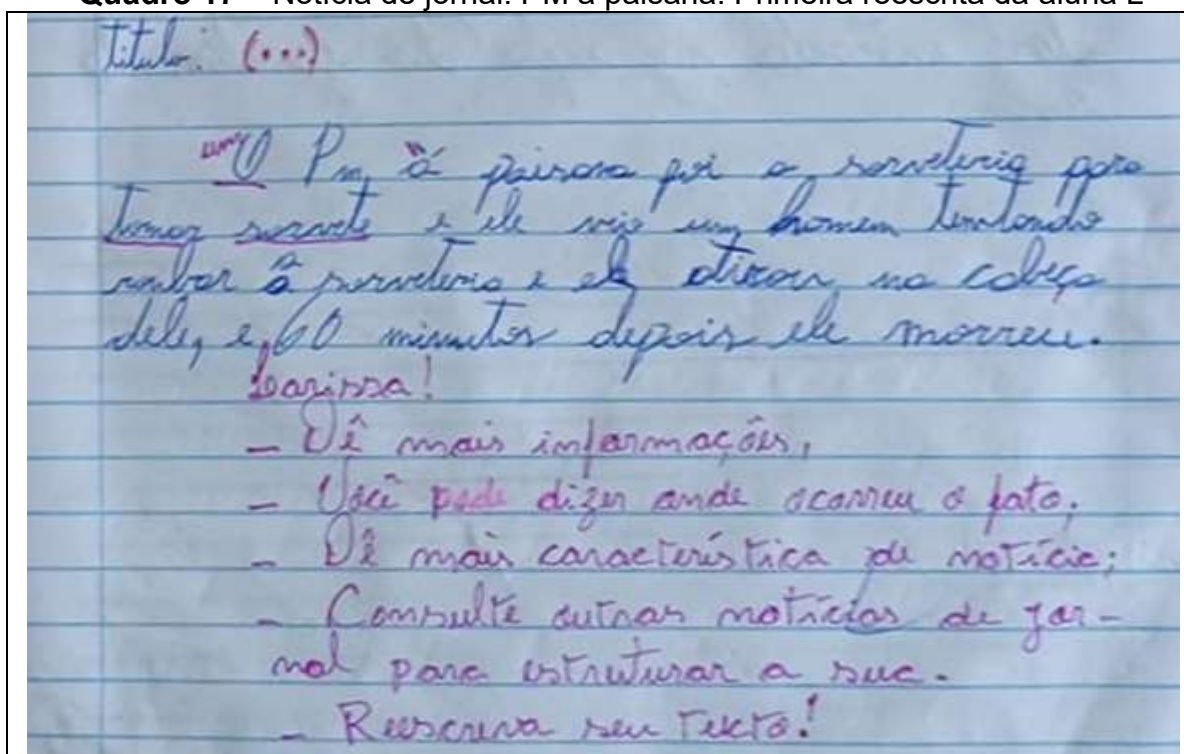 Quadro 17 – Notícia de jornal: PM à paisana. Primeira reescrita da aluna L
Título: (...)
um O Pm, "à paisana foi a sorveteria para
tomar sorvete e ele vejo um homem tentando
roubar â sorveteria e ele atirou na cabeça
dele, e, 60 minutos depois ele morreu.
Larissa!
– Dê mais informações,
– Você pode dizer onde ocorreu o fato;
– Dê mais característica de notícia;
– Consulte outras notícias de jor-
nal para estruturar a sua.
– Reescreva seu texto!